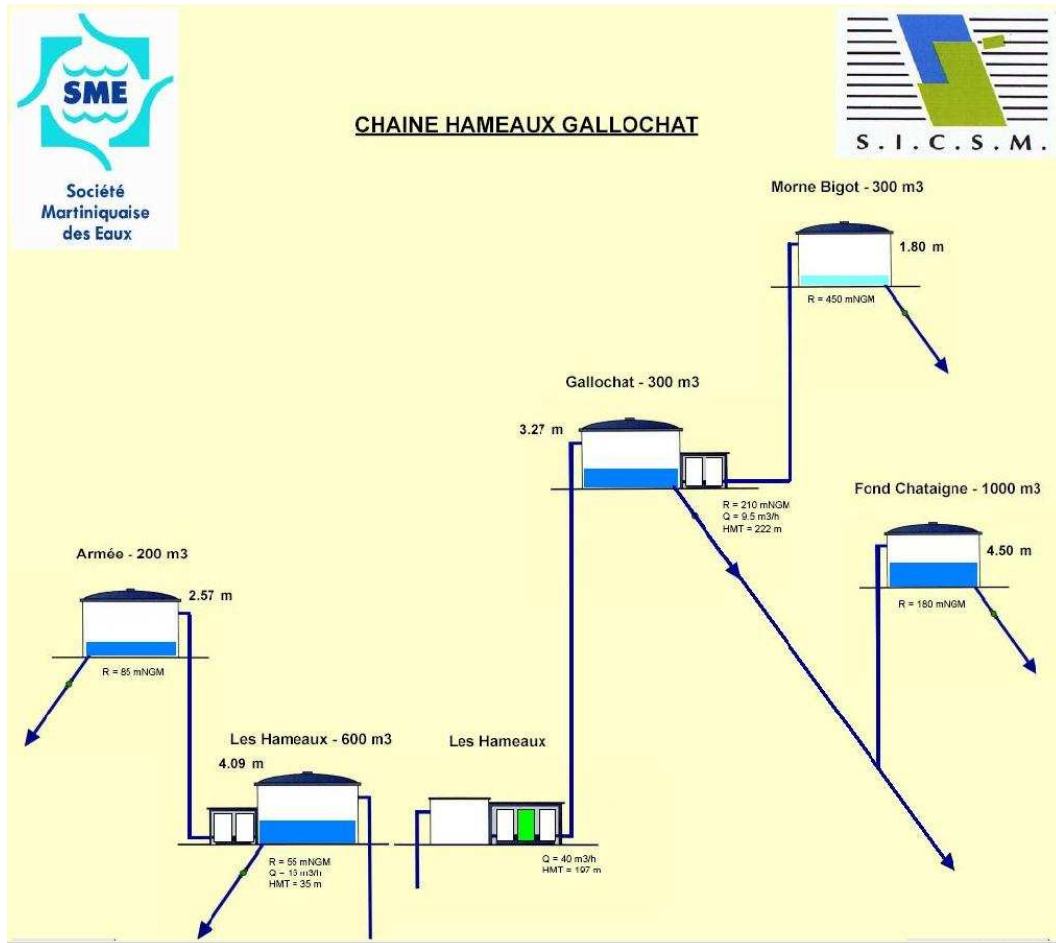 SME
Société
Martiniquaise
des Eaux
CHAINE HAMEAUX GALLOCHAT
S.I.C.S.M.
Morne Bigot - 300 m3
1.80 m
R = 450 mNGM
Gallochat - 300 m3
3.27 m
R = 210 mNGM
Q = 9.5 m3/h
HMT = 222 m
Fond Chataigne - 1000 m3
4.50 m
R = 180 mNGM
Armée - 200 m3
2.57 m
R = 85 mNGM
Les Hameaux - 600 m3
4.09 m
R = 55 mNGM
Q = 13 m3/h
HMT = 35 m
Les Hameaux
Q = 40 m3/h
HMT = 197 m